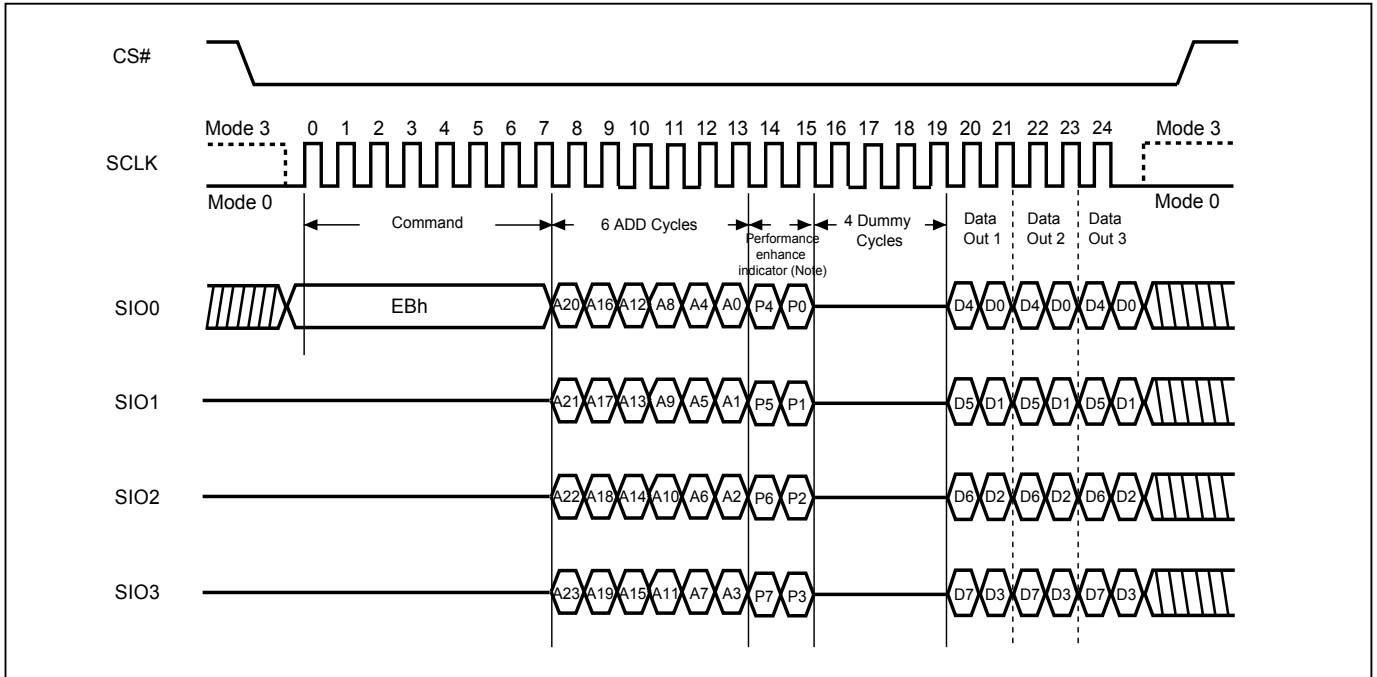 CS#
Mode 3 0 1 2 3 4 5 6 7 8 9 10 11 12 13 14 15 16 17 18 19 20 21 22 23 24 Mode 3
SCLK
Mode 0 Mode 0
Command 6 ADD Cycles Performance enhance indicator (Note) 4 Dummy Cycles Data Out 1 Data Out 2 Data Out 3
SIO0 EBh A20 A16 A12 A8 A4 A0 P4 P0 D4 D0 D4 D0 D4 D0
SIO1 A21 A17 A13 A9 A5 A1 P5 P1 D5 D1 D5 D1 D5 D1
SIO2 A22 A18 A14 A10 A6 A2 P6 P2 D6 D2 D6 D2 D6 D2
SIO3 A23 A19 A15 A11 A7 A3 P7 P3 D7 D3 D7 D3 D7 D3